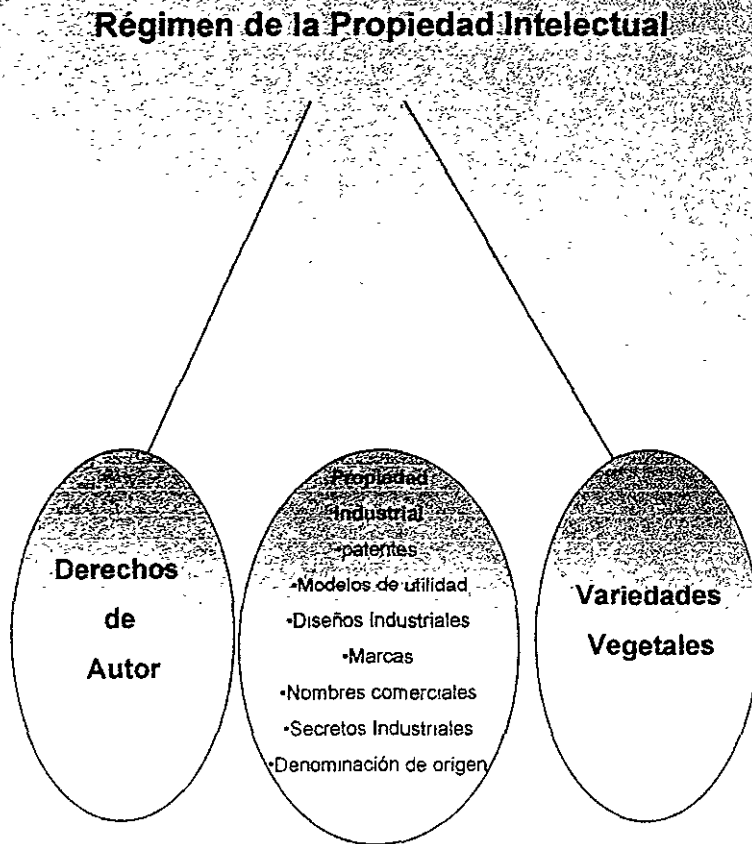 Régimen de la Propiedad Intelectual
Derechos
de
Autor
Propiedad
Industrial
•patentes
•Modelos de utilidad
•Diseños Industriales
•Marcas
•Nombres comerciales
•Secretos Industriales
•Denominación de origen
Variedades
Vegetales